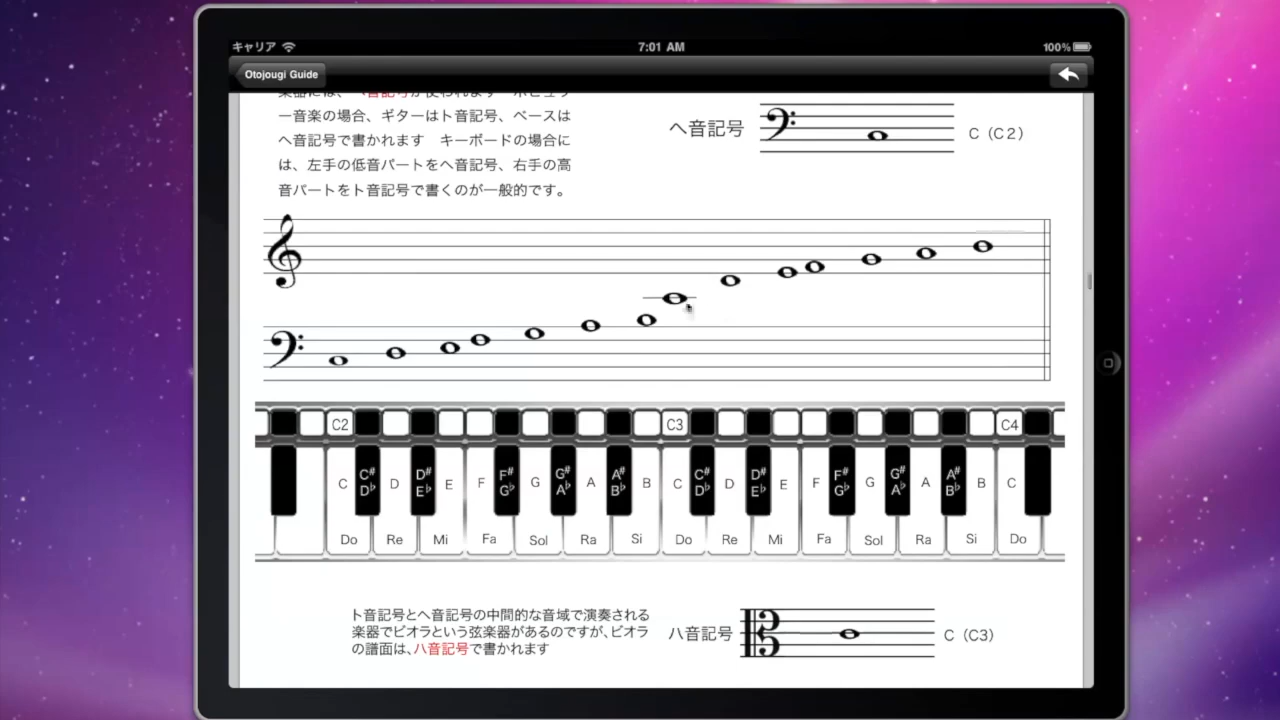 キャリア 7:01 AM 100%
Otojougi Guide
一音楽の場合、ギターはト音記号、ベースは
ヘ音記号で書かれます キーボードの場合に
は、左手の低音パートをヘ音記号、右手の高
音パートをト音記号で書くのが一般的です。
ヘ音記号 C（C2）
C2 C3 C4
C# D# F# G# A# C# D# F# G# A#
D♭ E♭ G♭ A♭ B♭ D♭ E♭ G♭ A♭ B♭
C D E F G A B C D E F G A B C
Do Re Mi Fa Sol Ra Si Do Re Mi Fa Sol Ra Si Do
ト音記号とヘ音記号の中間的な音域で演奏される
楽器でビオラという弦楽器があるのですが、ビオラ
の譜面は、ハ音記号で書かれます
ハ音記号 C（C3）